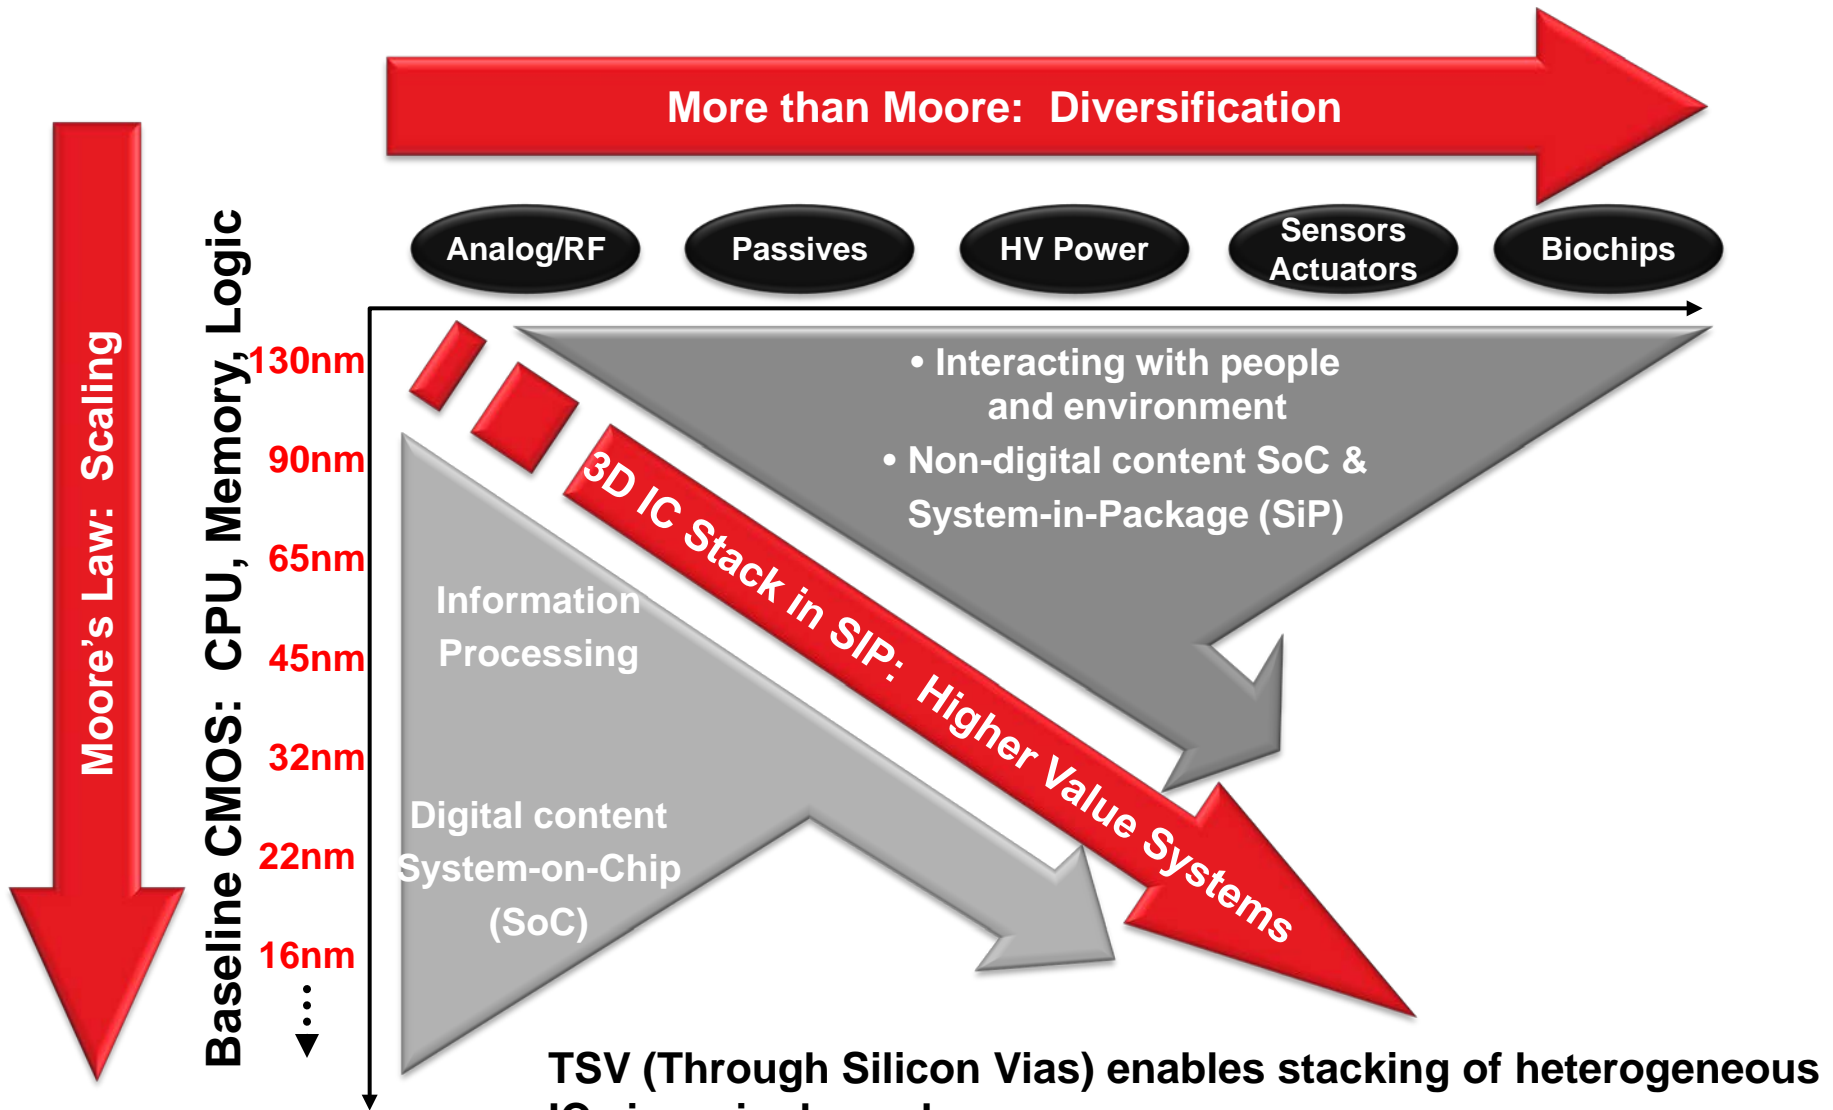 More than Moore: Diversification
Analog/RF
Passives
HV Power
Sensors
Actuators
Biochips
Moore's Law: Scaling
Baseline CMOS: CPU, Memory, Logic
130nm
90nm
65nm
45nm
32nm
22nm
16nm
• Interacting with people
and environment
• Non-digital content SoC &
System-in-Package (SiP)
3D IC Stack in SIP: Higher Value Systems
Information
Processing
Digital content
System-on-Chip
(SoC)
TSV (Through Silicon Vias) enables stacking of heterogeneous